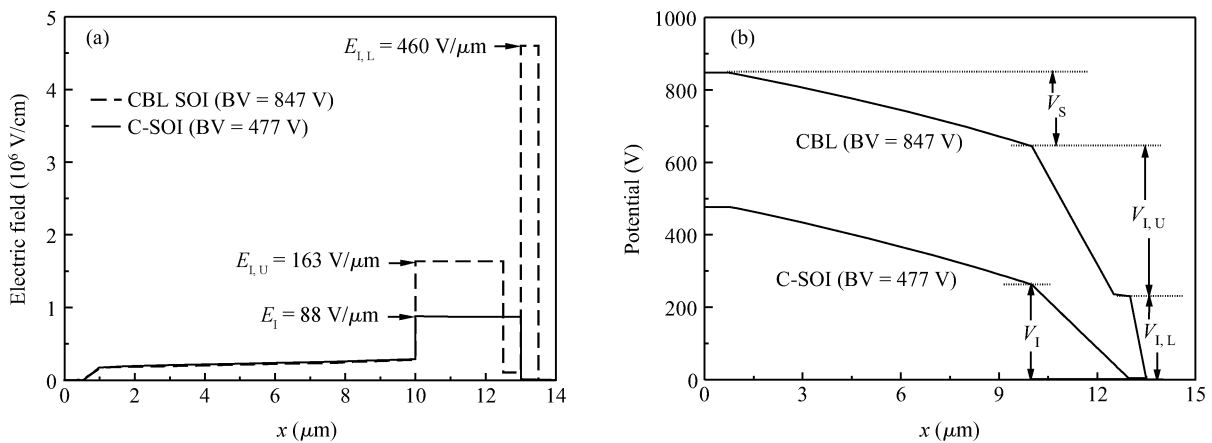 (a)
E_I, L = 460 V/μm
CBL SOI (BV = 847 V)
C-SOI (BV = 477 V)
E_I, U = 163 V/μm
E_I = 88 V/μm
Electric field (10⁶ V/cm)
5
4
3
2
1
0
0 2 4 6 8 10 12 14
x (μm)
(b)
V_S
CBL (BV = 847 V)
V_I, U
C-SOI (BV = 477 V)
V_I
V_I, L
Potential (V)
1000
800
600
400
200
0
0 3 6 9 12 15
x (μm)